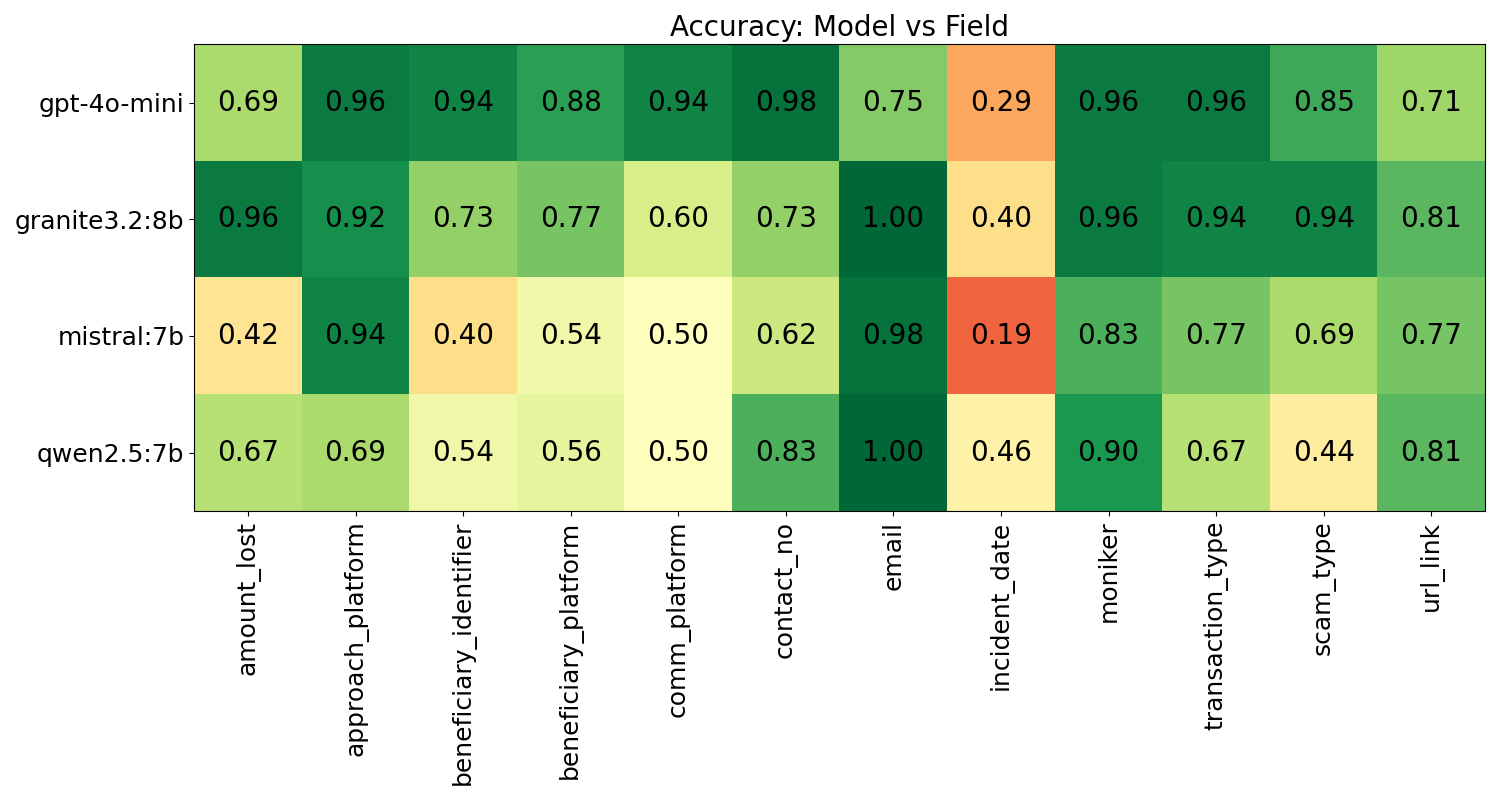 Accuracy: Model vs Field
gpt-4o-mini 0.69 0.96 0.94 0.88 0.94 0.98 0.75 0.29 0.96 0.96 0.85 0.71
granite3.2:8b 0.96 0.92 0.73 0.77 0.60 0.73 1.00 0.40 0.96 0.94 0.94 0.81
mistral:7b 0.42 0.94 0.40 0.54 0.50 0.62 0.98 0.19 0.83 0.77 0.69 0.77
qwen2.5:7b 0.67 0.69 0.54 0.56 0.50 0.83 1.00 0.46 0.90 0.67 0.44 0.81
amount_lost
approach_platform
beneficiary_identifier
beneficiary_platform
comm_platform
contact_no
email
incident_date
moniker
transaction_type
scam_type
url_link